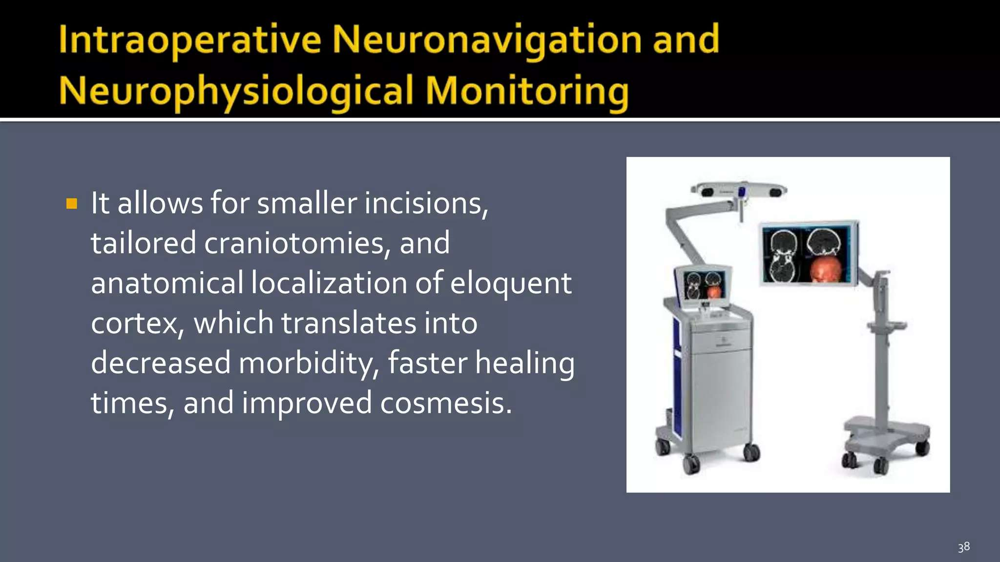 Intraoperative Neuronavigation and
Neurophysiological Monitoring
It allows for smaller incisions,
tailored craniotomies, and
anatomical localization of eloquent
cortex, which translates into
decreased morbidity, faster healing
times, and improved cosmesis.
38